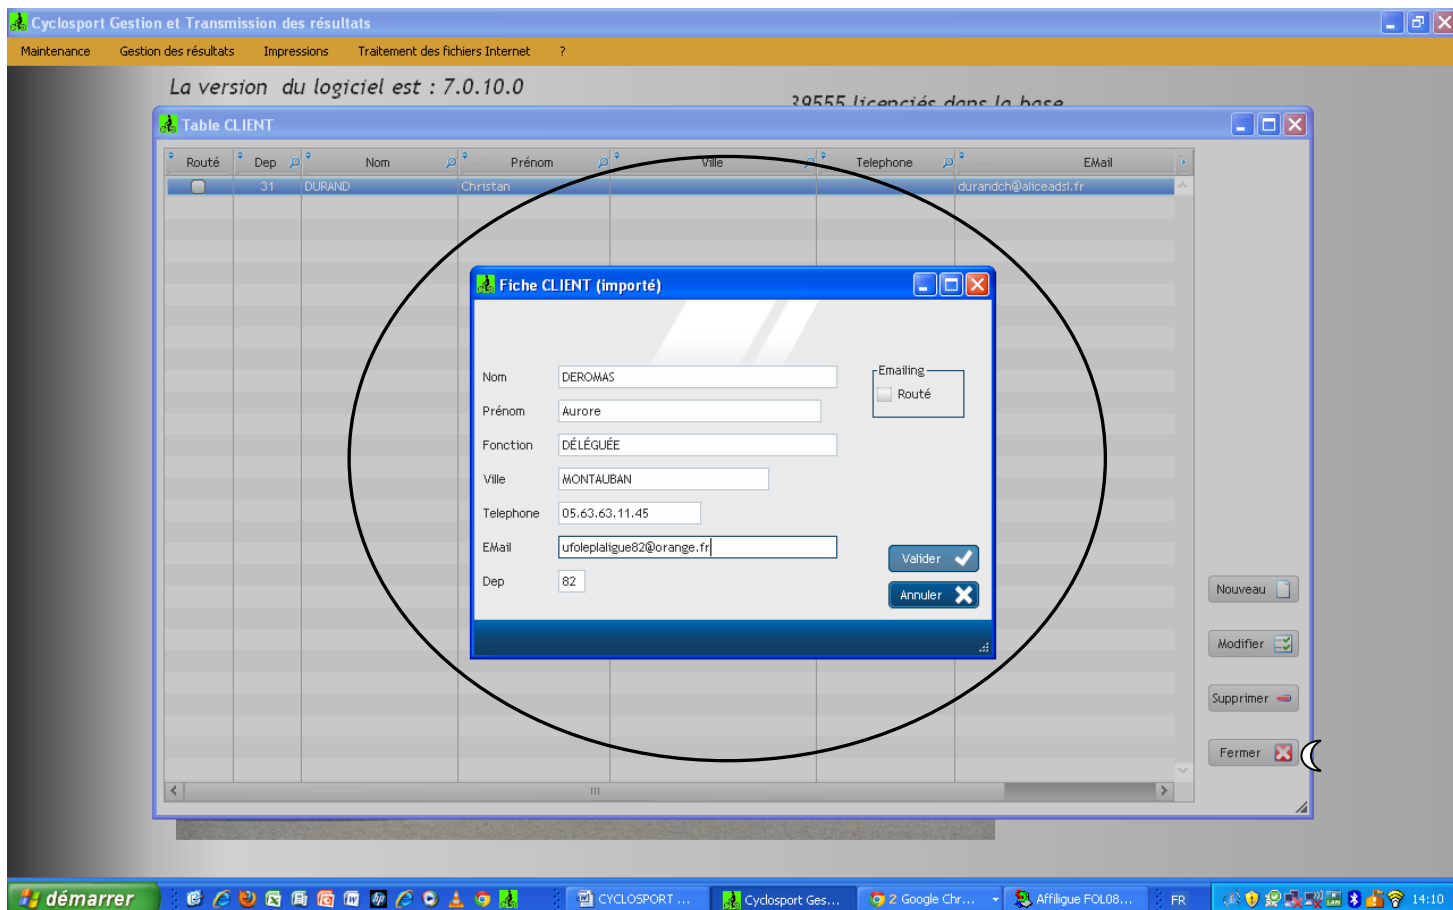 Cyclosport Gestion et Transmission des résultats
Maintenance Gestion des résultats Impressions Traitement des fichiers Internet ?
La version du logiciel est : 7.0.10.0
39555 licenciés dans la base
Table CLIENT
Routé Dep Nom Prénom Ville Telephone EMail
31 DURAND Christan durandch@aliceadsl.fr
Fiche CLIENT (importé)
Nom DEROMAS
Emailing
Routé
Prénom Aurore
Fonction DÉLÉGUÉE
Ville MONTAUBAN
Telephone 05.63.63.11.45
EMail ufoleplaligue82@orange.fr
Valider
Dep 82
Annuler
Nouveau
Modifier
Supprimer
Fermer
démarrer CYCLOSPORT ... Cyclosport Ges... 2 Google Chr... Affiligue FOL08... FR 14:10